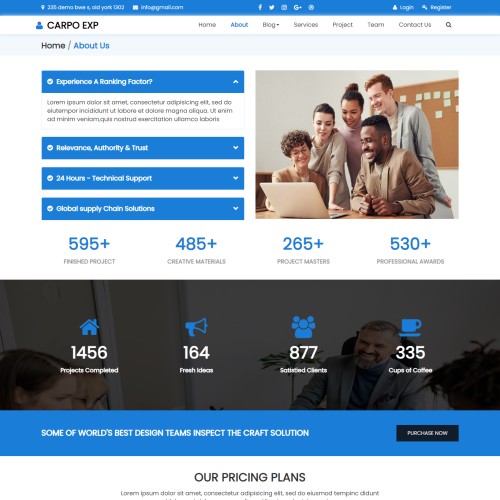 235 demo bwe s, old york 1302 info@gmail.com Login Register
CARPO EXP Home About Blog Services Project Team Contact Us
Home / About Us
Experience A Ranking Factor?
Lorem ipsum dolor sit amet, consectetur adipisicing elit, sed do
eiusmodtempor incididunt ut labore et dolore magna aliqua. Ut enim
ad minim veniam,quis nostrud exercitation ullamco laboris
Relevance, Authority & Trust
24 Hours - Technical Support
Global supply Chain Solutions
595+ 485+ 265+ 530+
FINISHED PROJECT CREATIVE MATERIALS PROJECT MASTERS PROFESSIONAL AWARDS
1456 164 877 335
Projects Completed Fresh Ideas Satisfied Clients Cups of Coffee
SOME OF WORLD'S BEST DESIGN TEAMS INSPECT THE CRAFT SOLUTION PURCHASE NOW
OUR PRICING PLANS
Lorem ipsum dolor sit amet, consectetur adipisicing elit, sed do eiusmod